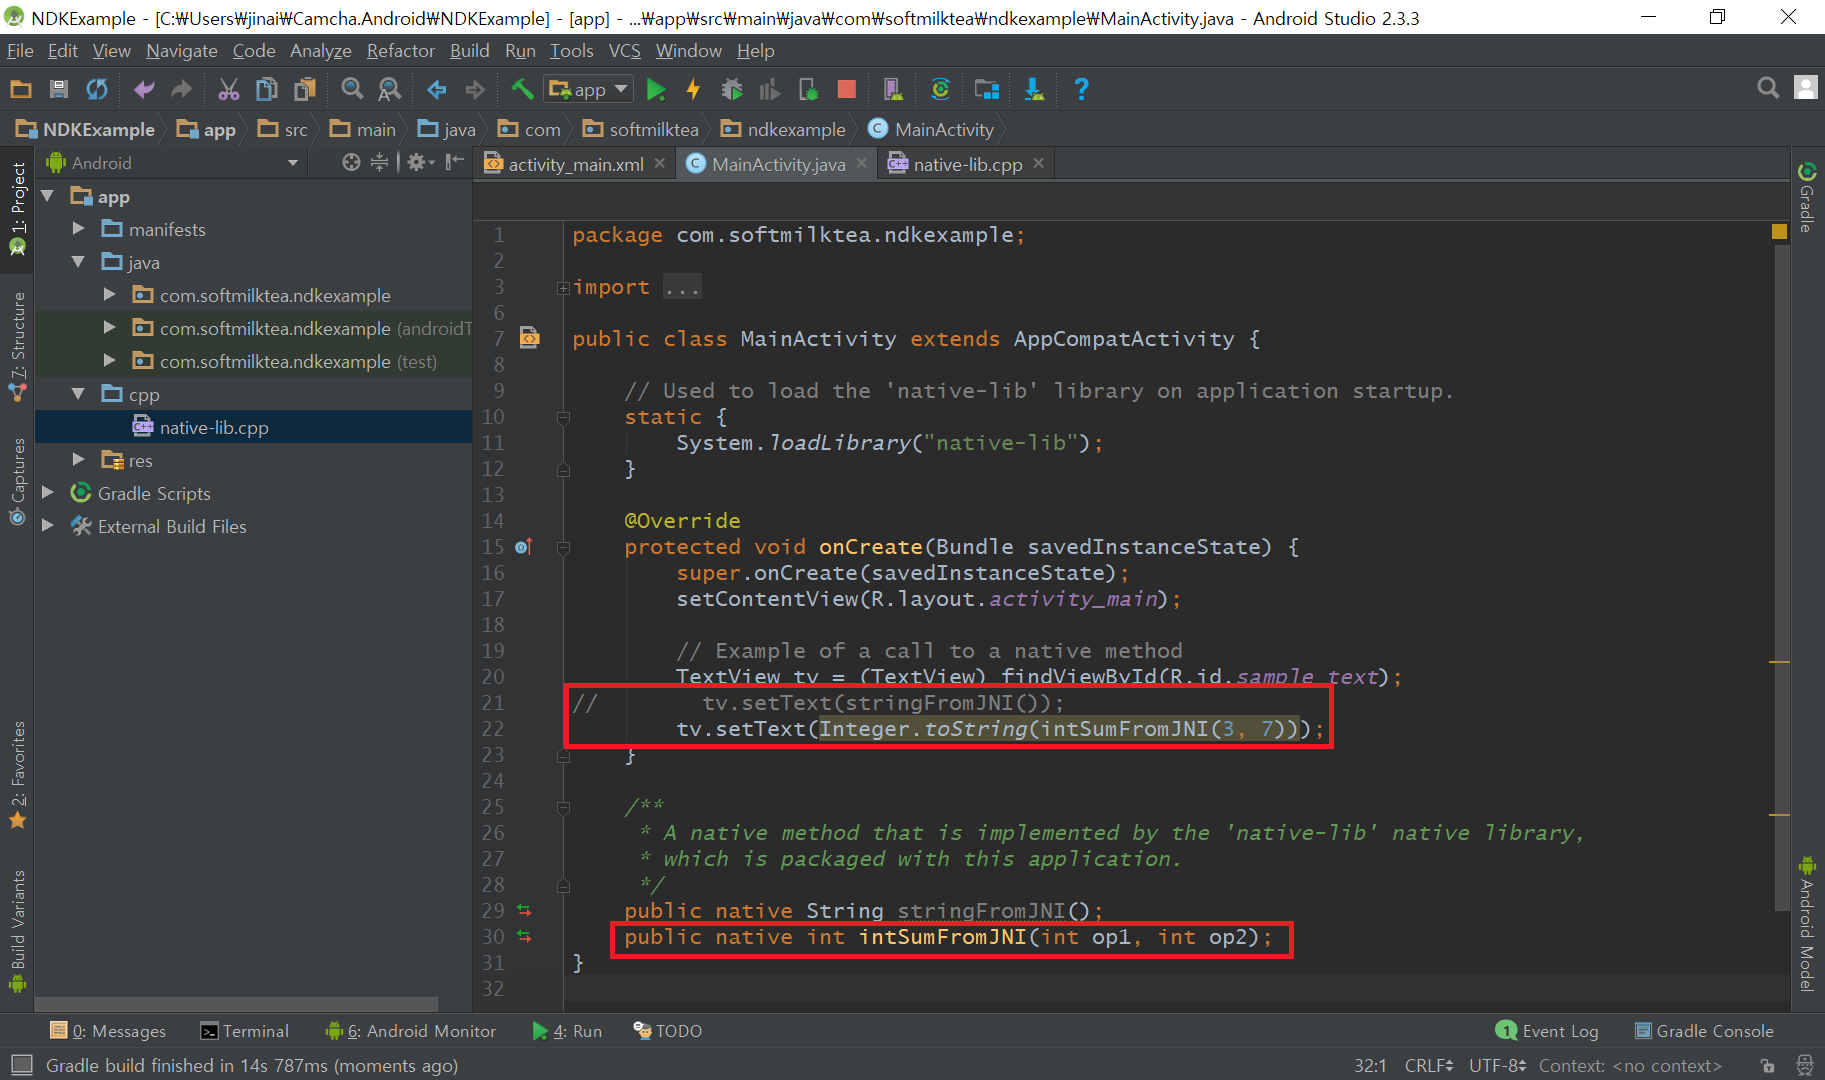 NDKExample - [C:₩Users₩jinai₩Camcha.Android₩NDKExample] - [app] - ...₩app₩src₩main₩java₩com₩softmilktea₩ndkexample₩MainActivity.java - Android Studio 2.3.3
File Edit View Navigate Code Analyze Refactor Build Run Tools VCS Window Help
app
NDKExample app src main java com softmilktea ndkexample MainActivity
Android
activity_main.xml MainActivity.java native-lib.cpp
1: Project
7: Structure
Captures
2: Favorites
Build Variants
app
manifests
java
com.softmilktea.ndkexample
com.softmilktea.ndkexample (androidT
com.softmilktea.ndkexample (test)
cpp
native-lib.cpp
res
Gradle Scripts
External Build Files
1 package com.softmilktea.ndkexample;
2
3 import ...
6
7 public class MainActivity extends AppCompatActivity {
8
9 // Used to load the 'native-lib' library on application startup.
10 static {
11 System.loadLibrary("native-lib");
12 }
13
14 @Override
15 protected void onCreate(Bundle savedInstanceState) {
16 super.onCreate(savedInstanceState);
17 setContentView(R.layout.activity_main);
18
19 // Example of a call to a native method
20 TextView tv = (TextView) findViewById(R.id.sample_text);
21 // tv.setText(stringFromJNI());
22 tv.setText(Integer.toString(intSumFromJNI(3, 7)));
23 }
24
25 /**
26 * A native method that is implemented by the 'native-lib' native library,
27 * which is packaged with this application.
28 */
29 public native String stringFromJNI();
30 public native int intSumFromJNI(int op1, int op2);
31 }
32
Gradle
Android Model
0: Messages Terminal 6: Android Monitor 4: Run TODO 1 Event Log Gradle Console
Gradle build finished in 14s 787ms (moments ago) 32:1 CRLF UTF-8 Context: <no context>